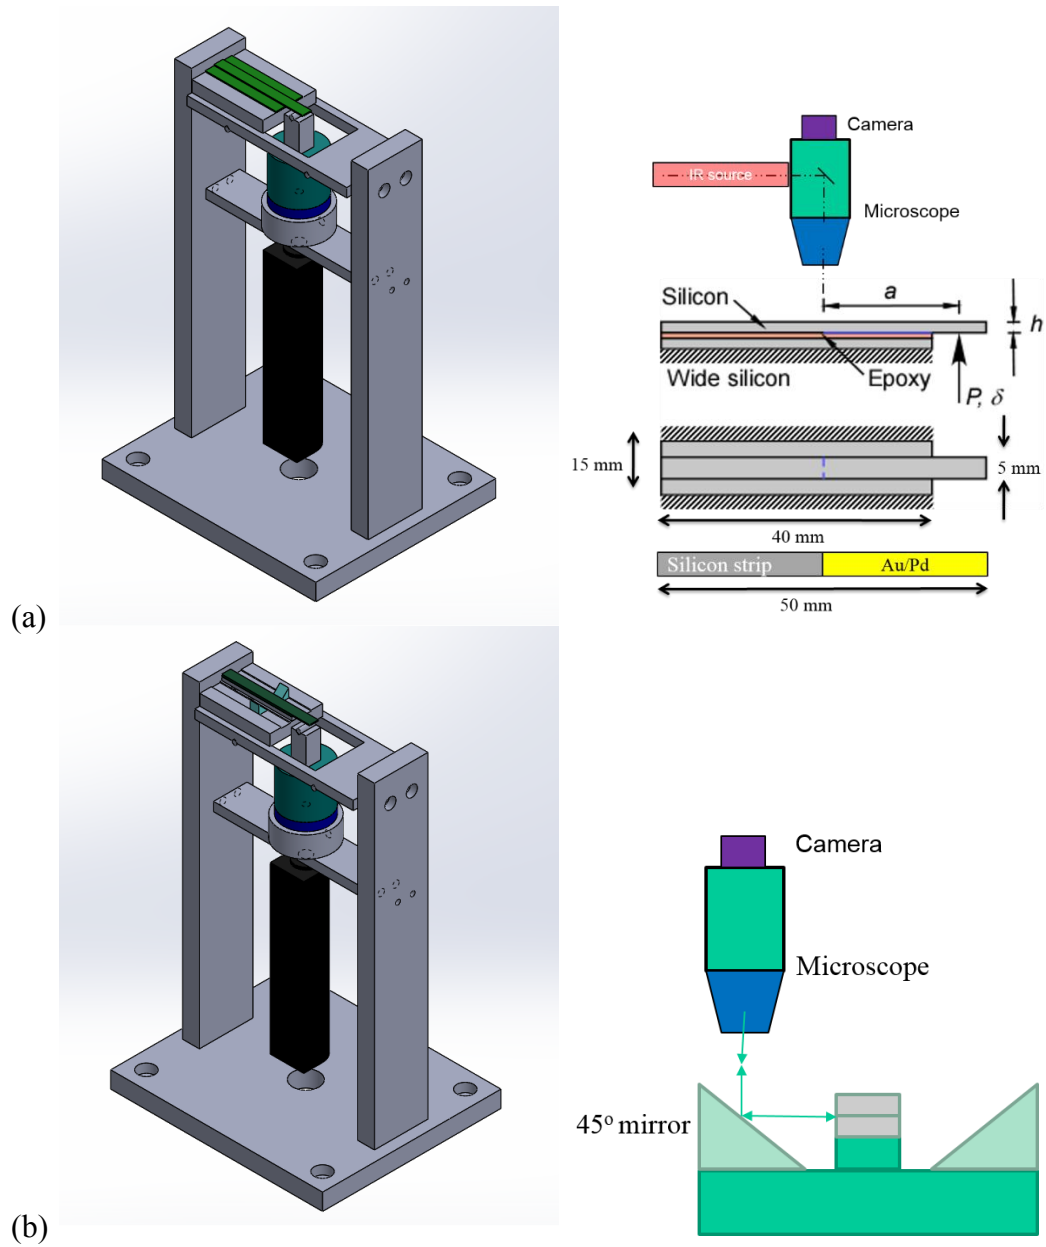 Camera
IR source
Microscope
a
Silicon
h
Wide silicon
Epoxy
P, δ
15 mm
5 mm
40 mm
Silicon strip
Au/Pd
50 mm
(a)
Camera
Microscope
45º mirror
(b)